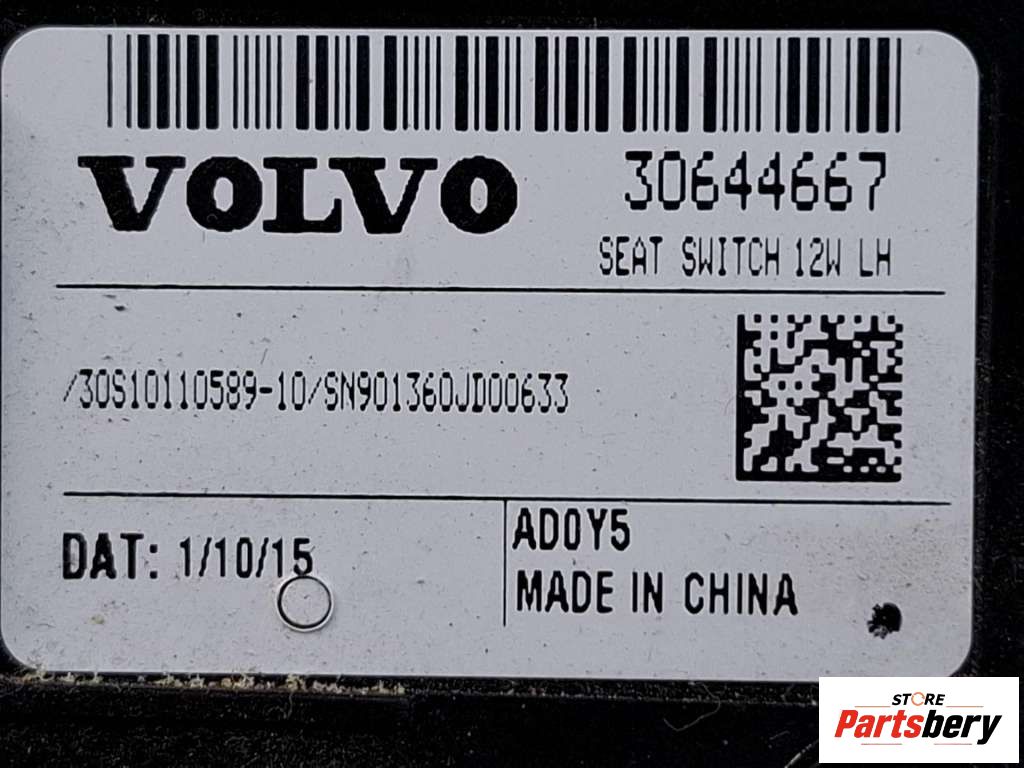 VOLVO 30644667
SEAT SWITCH 12W LH
/30S10110589-10/SN901360JD00633
DAT: 1/10/15
AD0Y5
MADE IN CHINA
STORE
Partsbery